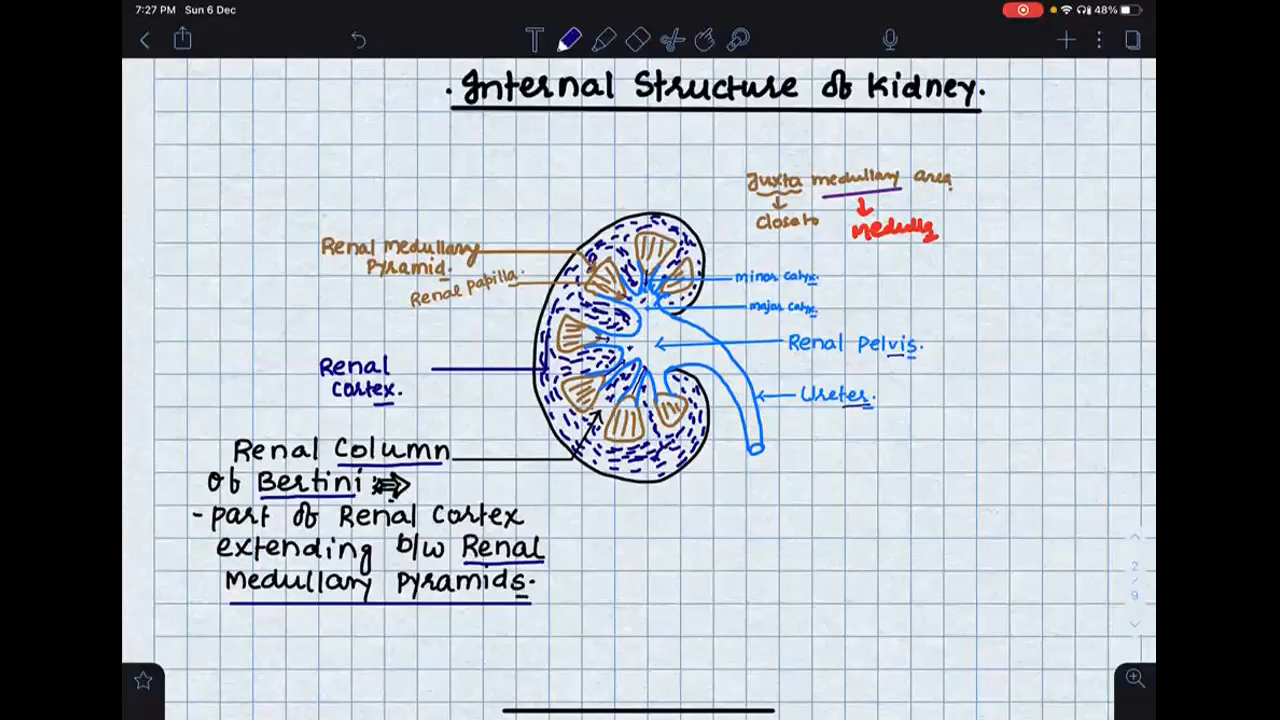 7:27 PM Sun 6 Dec
48%
T
. Internal Structure of Kidney.
Juxta medullary area
close to
medulla
Renal medullary
Pyramid.
Renal papilla.
minor calyx.
major calyx.
Renal Pelvis.
Renal
cortex.
Ureter.
Renal Column
of Bertini ⇒
- part of Renal Cortex
extending b/w Renal
medullary pyramids.
2
/
9